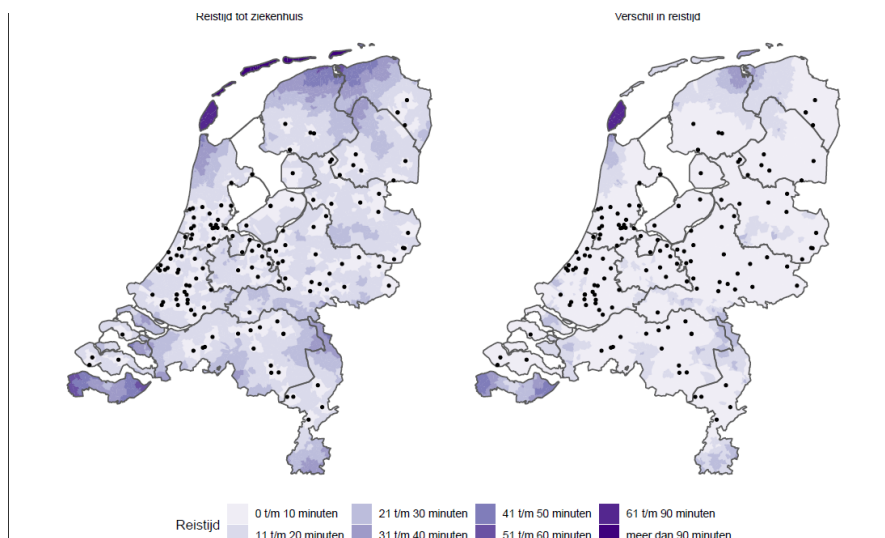 Reistijd tot ziekenhuis
Verschil in reistijd
Reistijd
0 t/m 10 minuten
21 t/m 30 minuten
41 t/m 50 minuten
61 t/m 90 minuten
11 t/m 20 minuten
31 t/m 40 minuten
51 t/m 60 minuten
meer dan 90 minuten